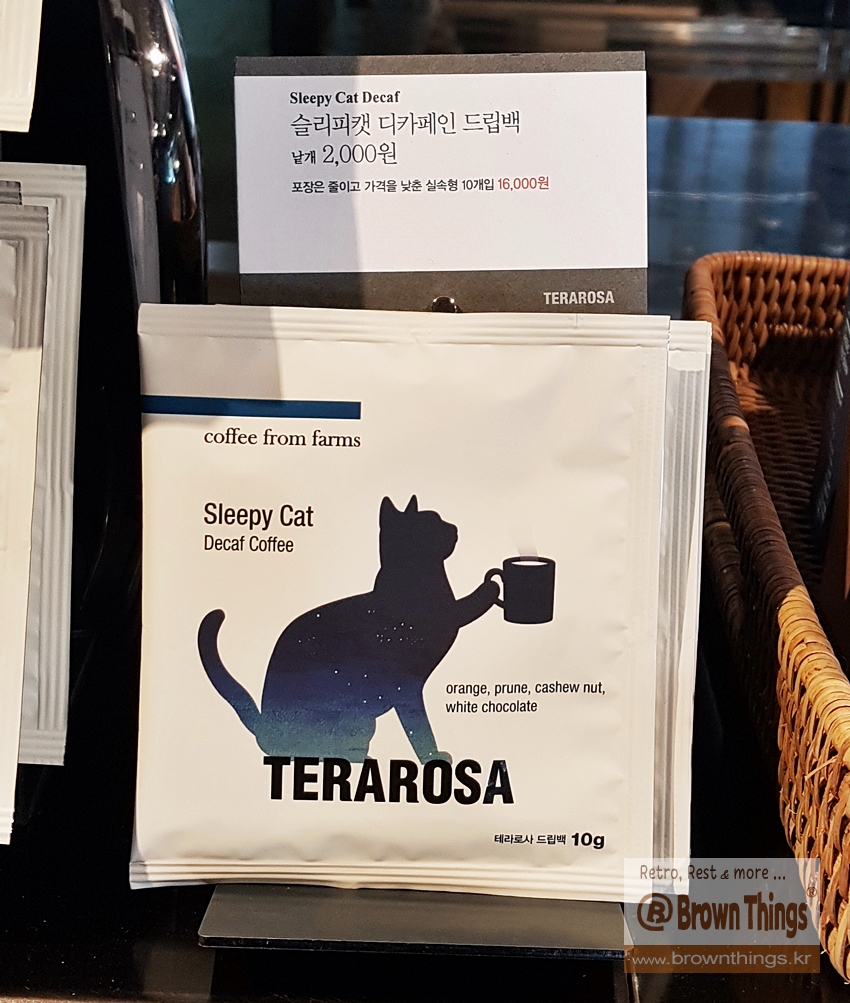 Sleepy Cat Decaf
슬리피캣 디카페인 드립백
낱개 2,000원
포장은 줄이고 가격을 낮춘 실속형 10개입 16,000원
TERAROSA
coffee from farms
Sleepy Cat
Decaf Coffee
orange, prune, cashew nut,
white chocolate
TERAROSA
테라로사 드립백 10g
Retro, Rest & more ...
® Brown Things®
www.brownthings.kr